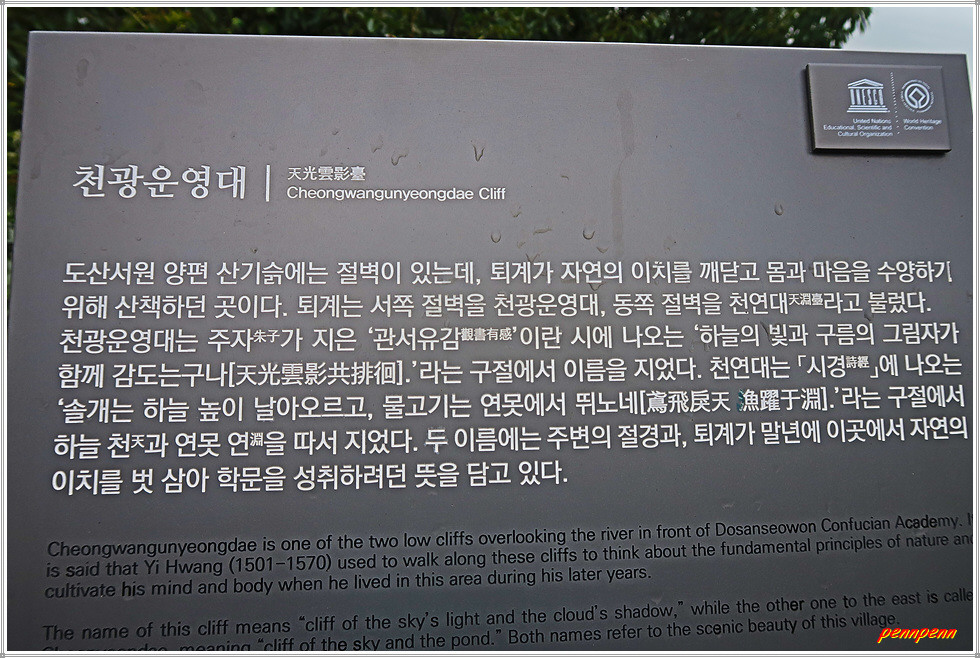 UNESCO
United Nations
Educational, Scientific and
Cultural Organization
World Heritage
Convention
천광운영대
天光雲影臺
Cheongwangunyeongdae Cliff
도산서원 양편 산기슭에는 절벽이 있는데, 퇴계가 자연의 이치를 깨닫고 몸과 마음을 수양하기
위해 산책하던 곳이다. 퇴계는 서쪽 절벽을 천광운영대, 동쪽 절벽을 천연대天淵臺라고 불렀다.
천광운영대는 주자朱子가 지은 ‘관서유감觀書有感’이란 시에 나오는 ‘하늘의 빛과 구름의 그림자가
함께 감도는구나[天光雲影共排徊].’라는 구절에서 이름을 지었다. 천연대는 「시경詩經」에 나오는
‘솔개는 하늘 높이 날아오르고, 물고기는 연못에서 뛰노네[鳶飛戾天 漁躍于淵].’라는 구절에서
하늘 천天과 연못 연淵을 따서 지었다. 두 이름에는 주변의 절경과, 퇴계가 말년에 이곳에서 자연의
이치를 벗 삼아 학문을 성취하려던 뜻을 담고 있다.
Cheongwangunyeongdae is one of the two low cliffs overlooking the river in front of Dosanseowon Confucian Academy. I
is said that Yi Hwang (1501-1570) used to walk along these cliffs to think about the fundamental principles of nature and
cultivate his mind and body when he lived in this area during his later years.
The name of this cliff means “cliff of the sky’s light and the cloud’s shadow,” while the other one to the east is calle
meaning “cliff of the sky and the pond.” Both names refer to the scenic beauty of this village.
pennpenn